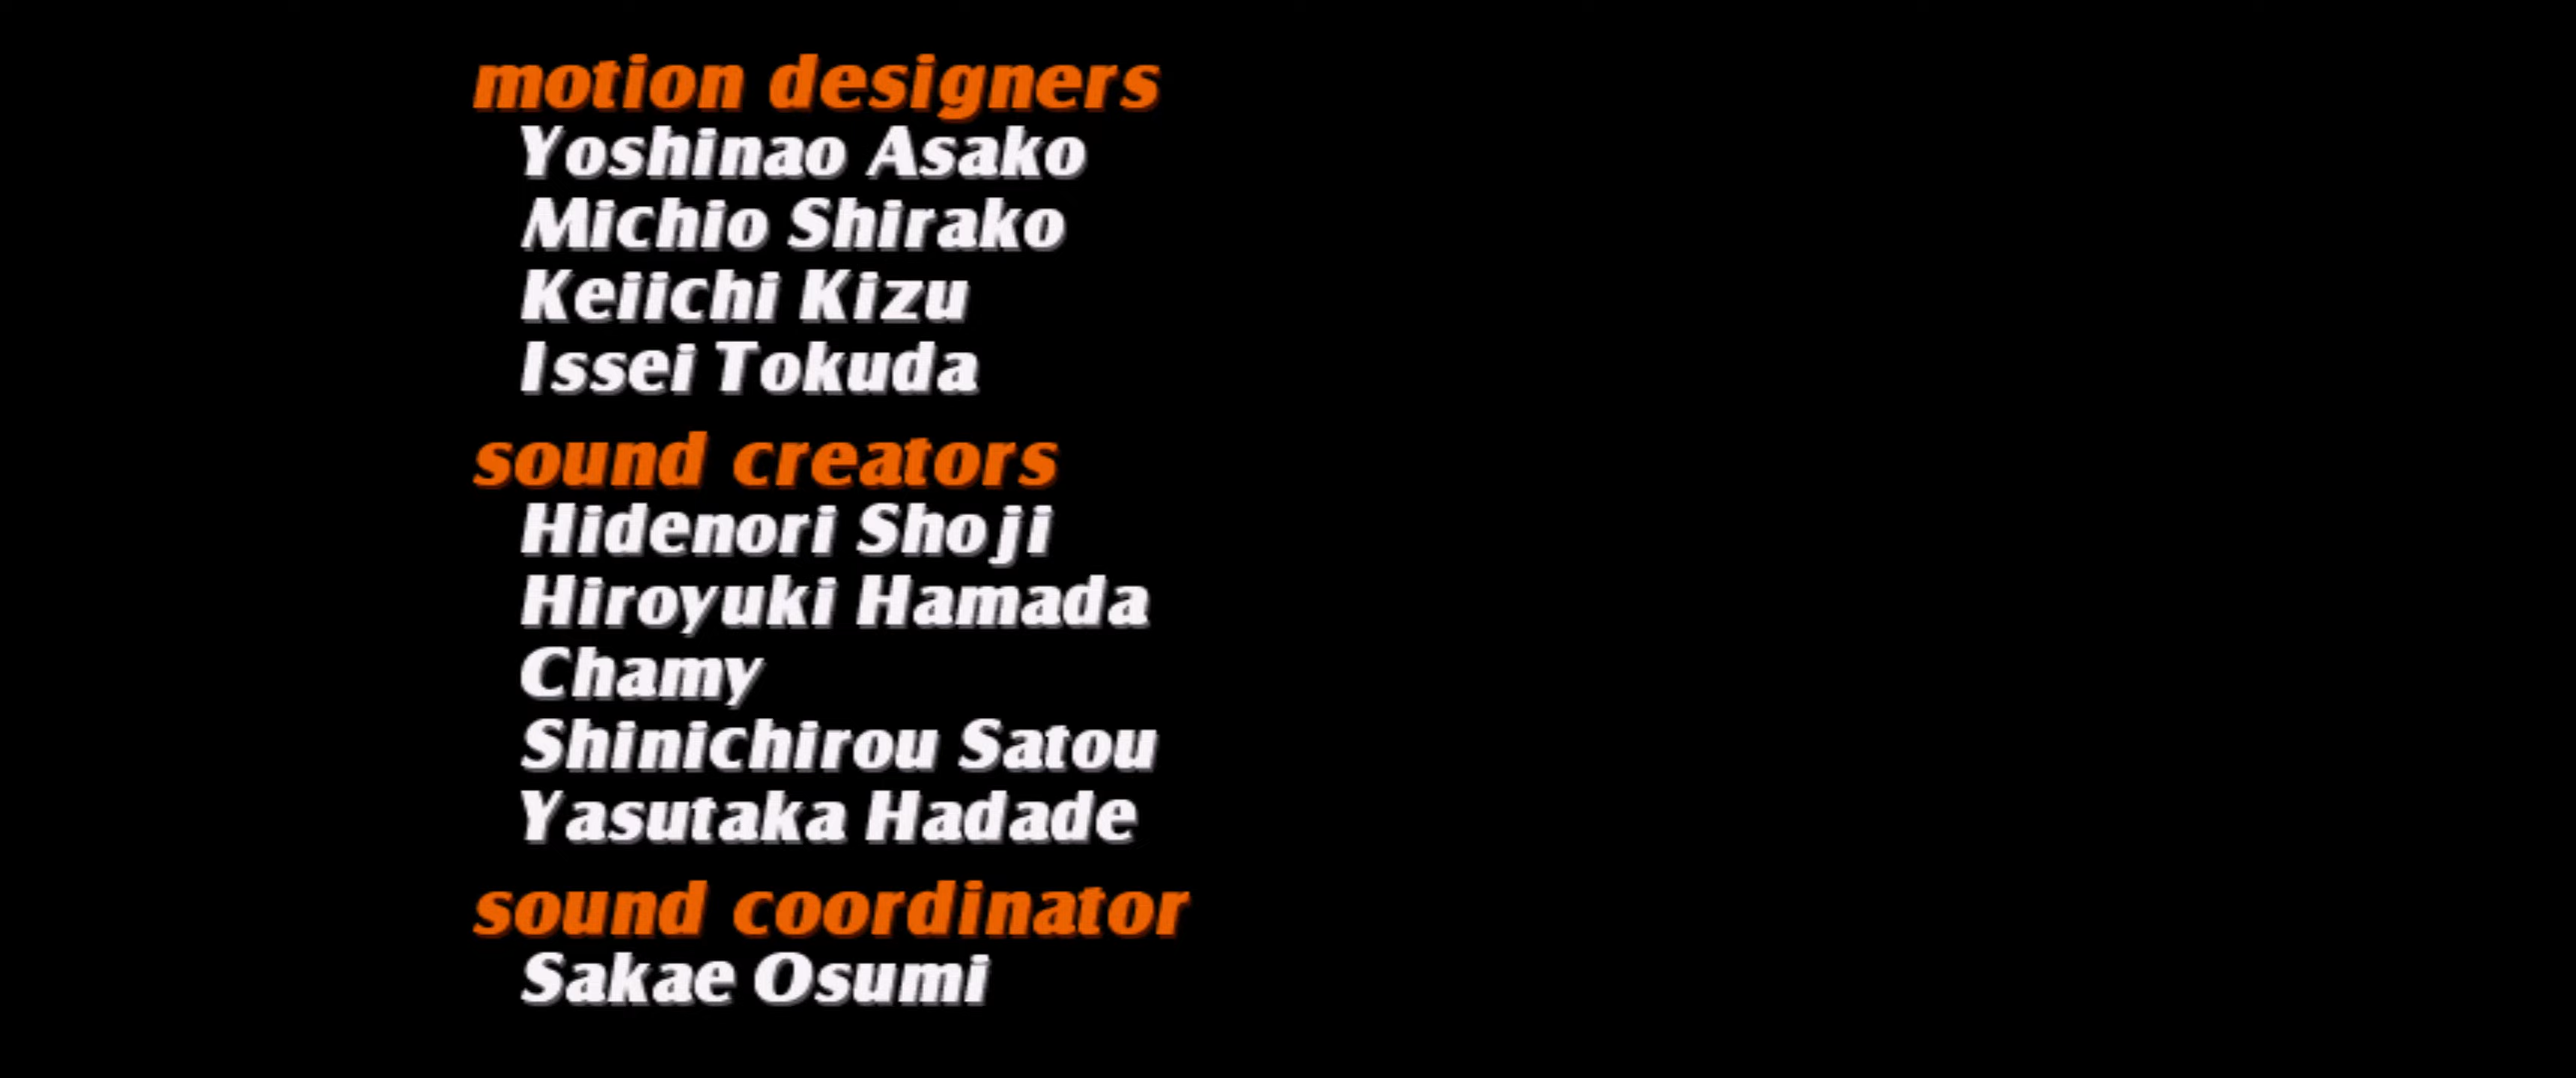 motion designers
Yoshinao Asako
Michio Shirako
Keiichi Kizu
Issei Tokuda
sound creators
Hidenori Shoji
Hiroyuki Hamada
Chamy
Shinichirou Satou
Yasutaka Hadade
sound coordinator
Sakae Osumi